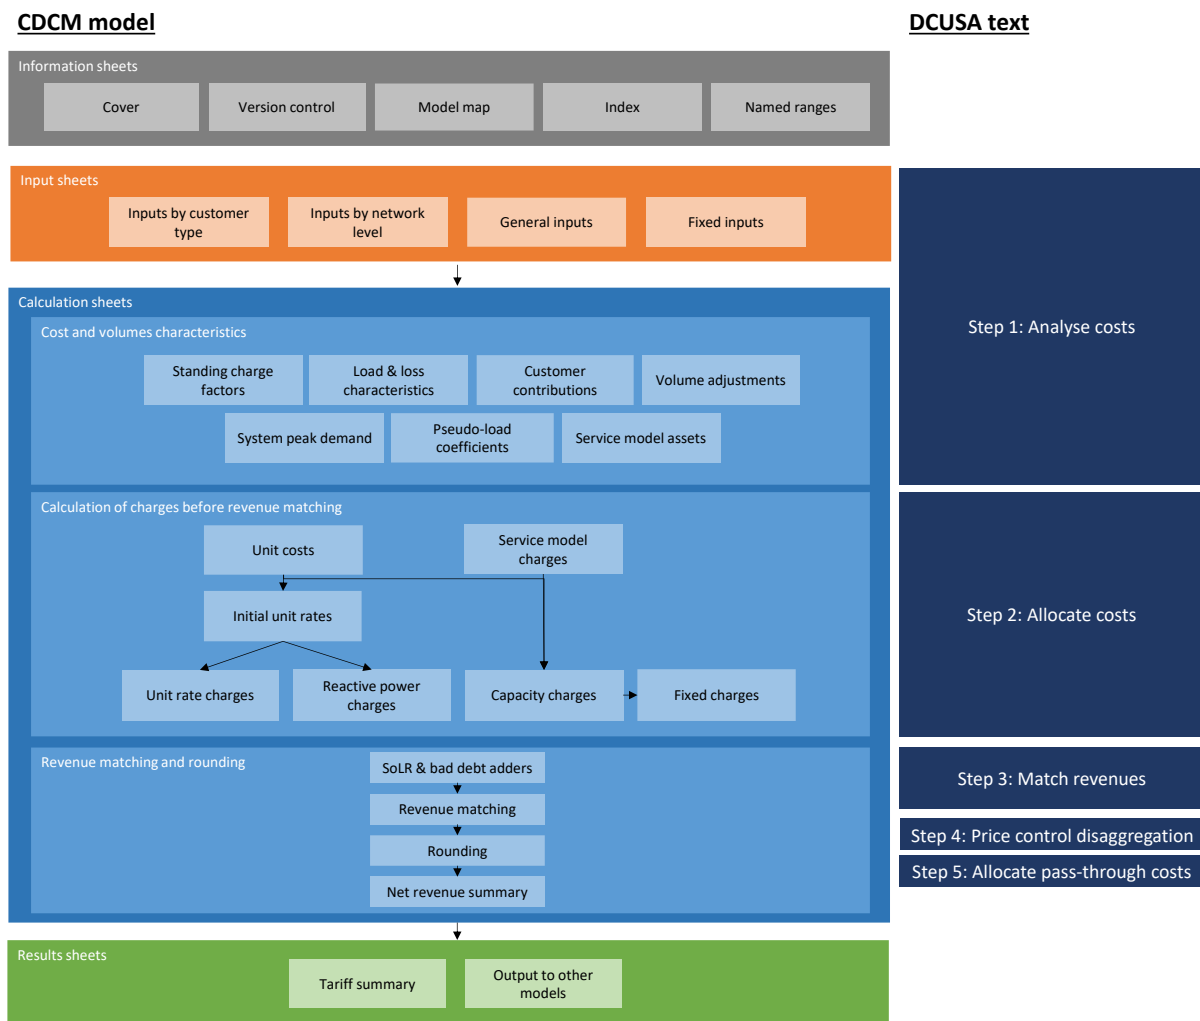 CDCM model
DCUSA text
Information sheets
Cover
Version control
Model map
Index
Named ranges
Input sheets
Inputs by customer
type
Inputs by network
level
General inputs
Fixed inputs
Step 1: Analyse costs
Calculation sheets
Cost and volumes characteristics
Standing charge
factors
Load & loss
characteristics
Customer
contributions
Volume adjustments
System peak demand
Pseudo-load
coefficients
Service model assets
Calculation of charges before revenue matching
Unit costs
Service model
charges
Initial unit rates
Step 2: Allocate costs
Unit rate charges
Reactive power
charges
Capacity charges
Fixed charges
Revenue matching and rounding
SoLR & bad debt adders
Revenue matching
Rounding
Net revenue summary
Step 3: Match revenues
Step 4: Price control disaggregation
Step 5: Allocate pass-through costs
Results sheets
Tariff summary
Output to other
models